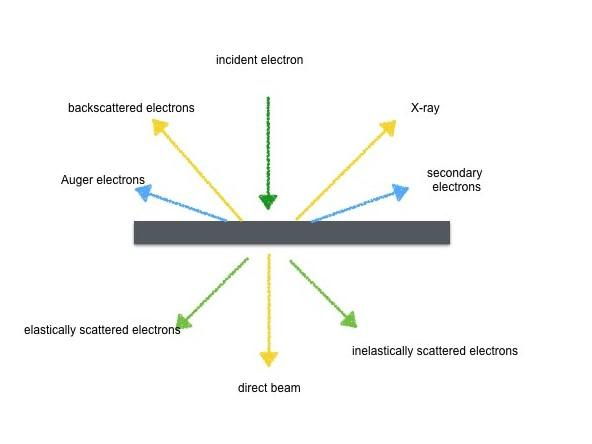 incident electron
backscattered electrons
X-ray
Auger electrons
secondary
electrons
elastically scattered electrons
inelastically scattered electrons
direct beam